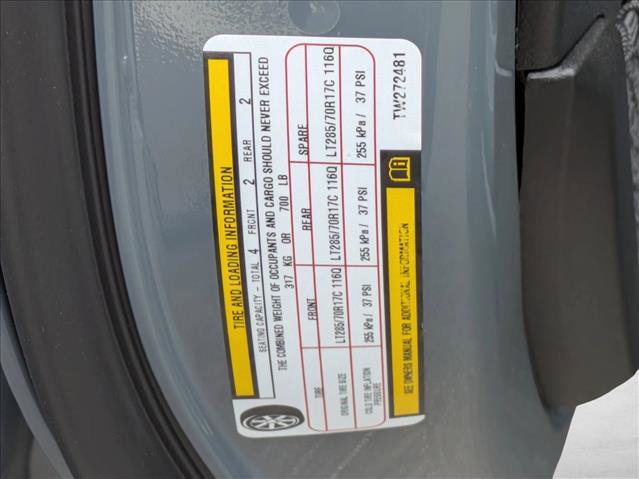 TIRE AND LOADING INFORMATION
SEATING CAPACITY - TOTAL 4 FRONT 2 REAR 2
THE COMBINED WEIGHT OF OCCUPANTS AND CARGO SHOULD NEVER EXCEED
317 KG OR 700 LB
TIRE FRONT REAR SPARE
ORIGINAL TIRE SIZE LT285/70R17C 116Q LT285/70R17C 116Q LT285/70R17C 116Q
COLD TIRE INFLATION PRESSURE 255 kPa/ 37 PSI 255 kPa/ 37 PSI 255 kPa/ 37 PSI
SEE OWNERS MANUAL FOR ADDITIONAL INFORMATION
TW272481